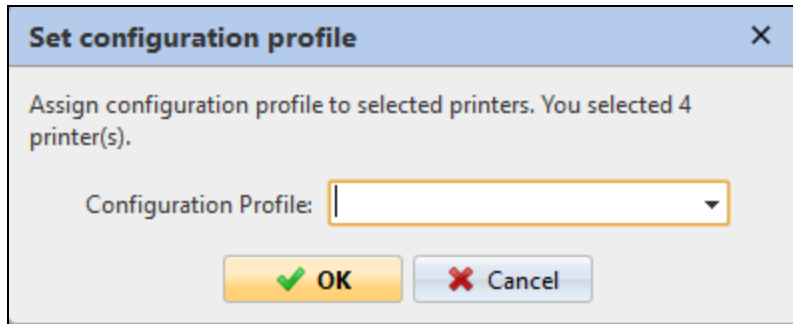 Set configuration profile
Assign configuration profile to selected printers. You selected 4
printer(s).
Configuration Profile:
OK
Cancel